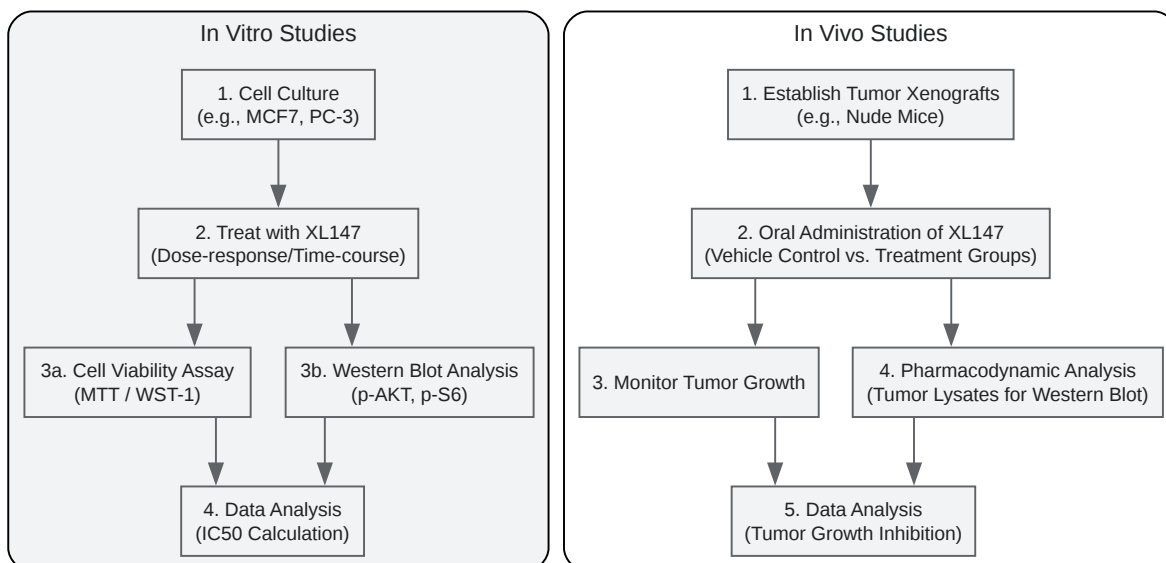 In Vitro Studies
1. Cell Culture
(e.g., MCF7, PC-3)
2. Treat with XL147
(Dose-response/Time-course)
3a. Cell Viability Assay
(MTT / WST-1)
3b. Western Blot Analysis
(p-AKT, p-S6)
4. Data Analysis
(IC50 Calculation)
In Vivo Studies
1. Establish Tumor Xenografts
(e.g., Nude Mice)
2. Oral Administration of XL147
(Vehicle Control vs. Treatment Groups)
3. Monitor Tumor Growth
4. Pharmacodynamic Analysis
(Tumor Lysates for Western Blot)
5. Data Analysis
(Tumor Growth Inhibition)